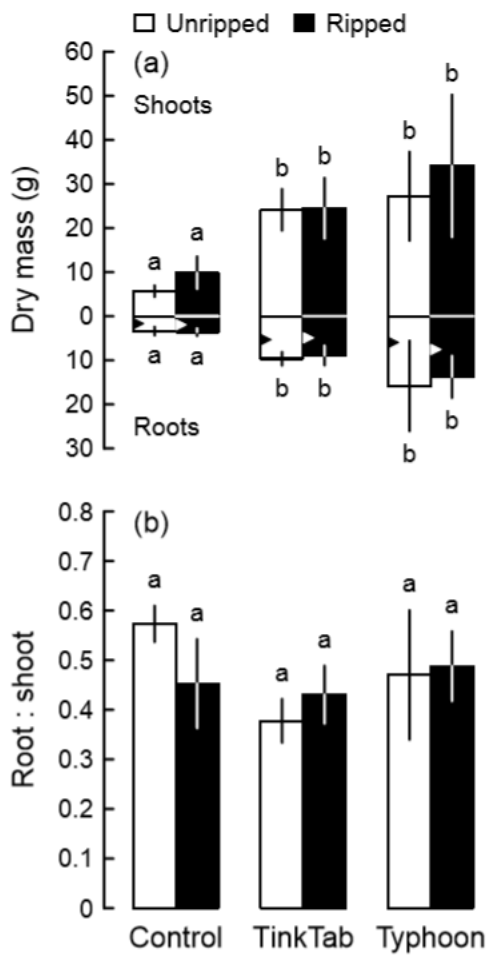 Unripped Ripped
(a)
Shoots
Dry mass (g)
60
50
40
30
20
10
0
10
20
30
a a b b b b
a a b b b b
Roots
(b)
Root : shoot
0.8
0.7
0.6
0.5
0.4
0.3
0.2
0.1
0
a a a a a a
Control TinkTab Typhoon